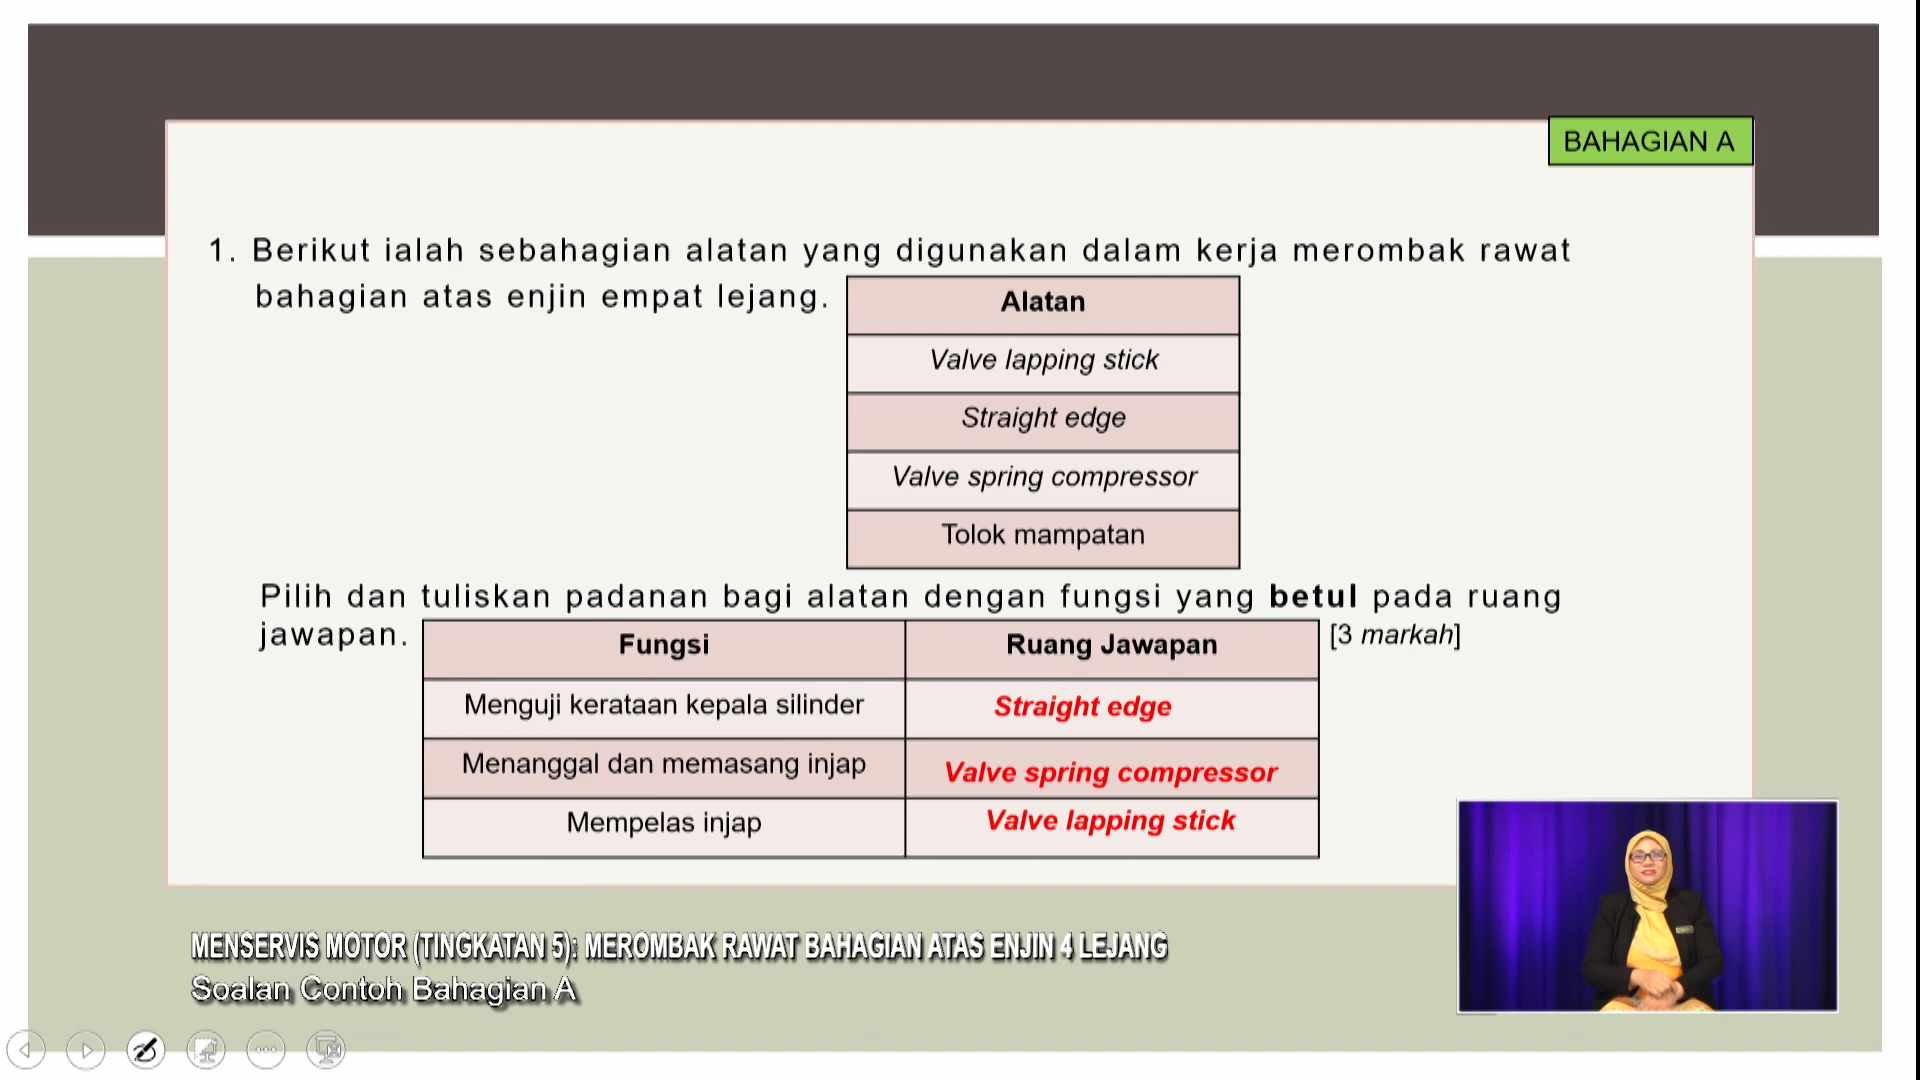 BAHAGIAN A
1. Berikut ialah sebahagian alatan yang digunakan dalam kerja merombak rawat
bahagian atas enjin empat lejang.
Alatan
Valve lapping stick
Straight edge
Valve spring compressor
Tolok mampatan
Pilih dan tuliskan padanan bagi alatan dengan fungsi yang betul pada ruang
jawapan.
[3 markah]
Fungsi
Ruang Jawapan
Menguji kerataan kepala silinder
Straight edge
Menanggal dan memasang injap
Valve spring compressor
Mempelas injap
Valve lapping stick
MENSERVIS MOTOR (TINGKATAN 5): MEROMBAK RAWAT BAHAGIAN ATAS ENJIN 4 LEJANG
Soalan Contoh Bahagian A